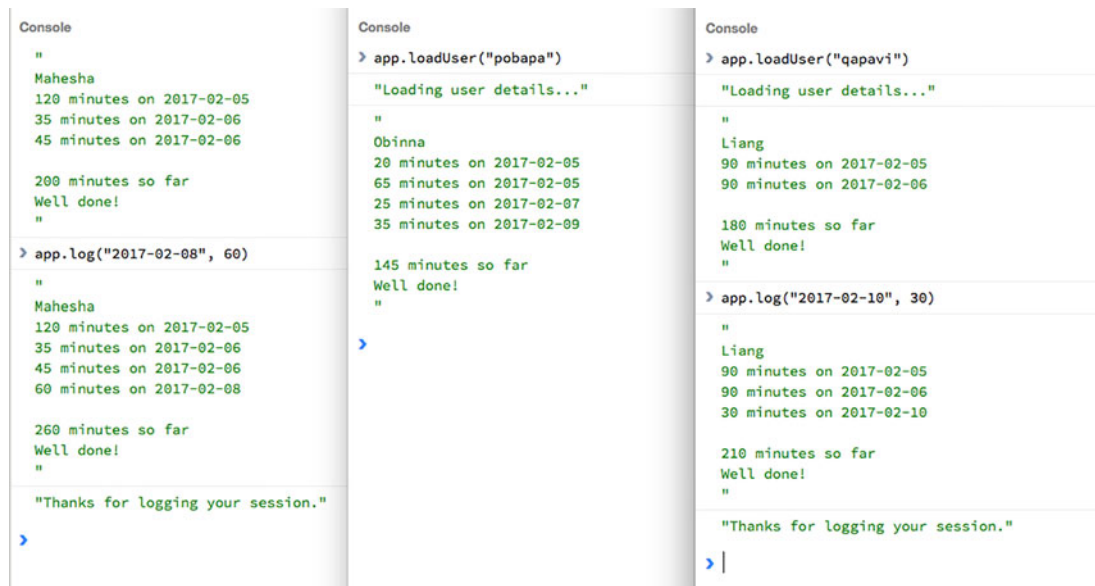 Console
"
Mahesha
120 minutes on 2017-02-05
35 minutes on 2017-02-06
45 minutes on 2017-02-06
200 minutes so far
Well done!
"
> app.log("2017-02-08", 60)
"
Mahesha
120 minutes on 2017-02-05
35 minutes on 2017-02-06
45 minutes on 2017-02-06
60 minutes on 2017-02-08
260 minutes so far
Well done!
"
"Thanks for logging your session."
>
Console
> app.loadUser("pobapa")
"Loading user details..."
"
Obinna
20 minutes on 2017-02-05
65 minutes on 2017-02-05
25 minutes on 2017-02-07
35 minutes on 2017-02-09
145 minutes so far
Well done!
"
>
Console
> app.loadUser("qapavi")
"Loading user details..."
"
Liang
90 minutes on 2017-02-05
90 minutes on 2017-02-06
180 minutes so far
Well done!
"
> app.log("2017-02-10", 30)
"
Liang
90 minutes on 2017-02-05
90 minutes on 2017-02-06
30 minutes on 2017-02-10
210 minutes so far
Well done!
"
"Thanks for logging your session."
>